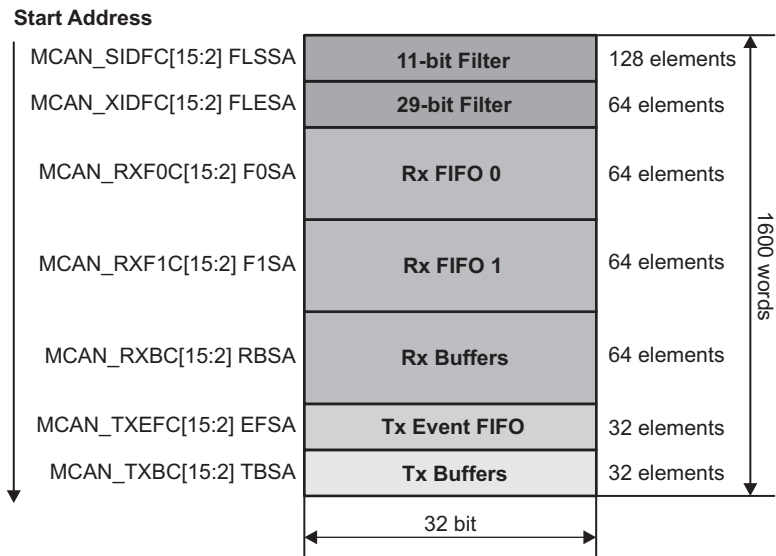 Start Address
MCAN_SIDFC[15:2] FLSSA 11-bit Filter 128 elements
MCAN_XIDFC[15:2] FLESA 29-bit Filter 64 elements
MCAN_RXF0C[15:2] F0SA Rx FIFO 0 64 elements
MCAN_RXF1C[15:2] F1SA Rx FIFO 1 64 elements
1600 words
MCAN_RXBC[15:2] RBSA Rx Buffers 64 elements
MCAN_TXEFC[15:2] EFSA Tx Event FIFO 32 elements
MCAN_TXBC[15:2] TBSA Tx Buffers 32 elements
32 bit